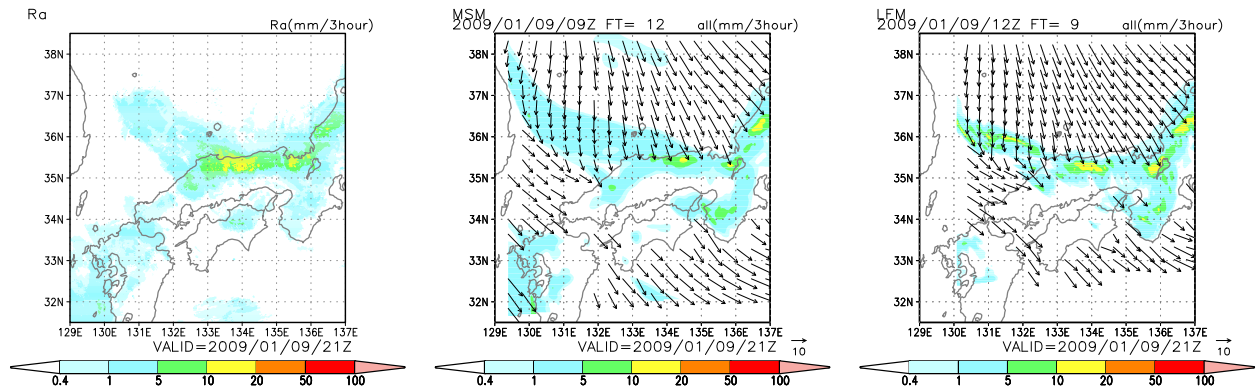 Ra
Ra(mm/3hour)
37N
36N
35N
34N
33N
32N
129E 130E 131E 132E 133E 134E 135E 136E 137E
VALID=2009/01/09/21Z
0.4 1 5 10 20 50 100
MSM
2009/01/09/09Z FT= 12 all(mm/3hour)
38N
37N
36N
35N
34N
33N
32N
129E 130E 131E 132E 133E 134E 135E 136E 137E
VALID=2009/01/09/21Z
10
0.4 1 5 10 20 50 100
LFM
2009/01/09/12Z FT= 9 all(mm/3hour)
38N
37N
36N
35N
34N
33N
32N
129E 130E 131E 132E 133E 134E 135E 136E 137E
VALID=2009/01/09/21Z
10
0.4 1 5 10 20 50 100